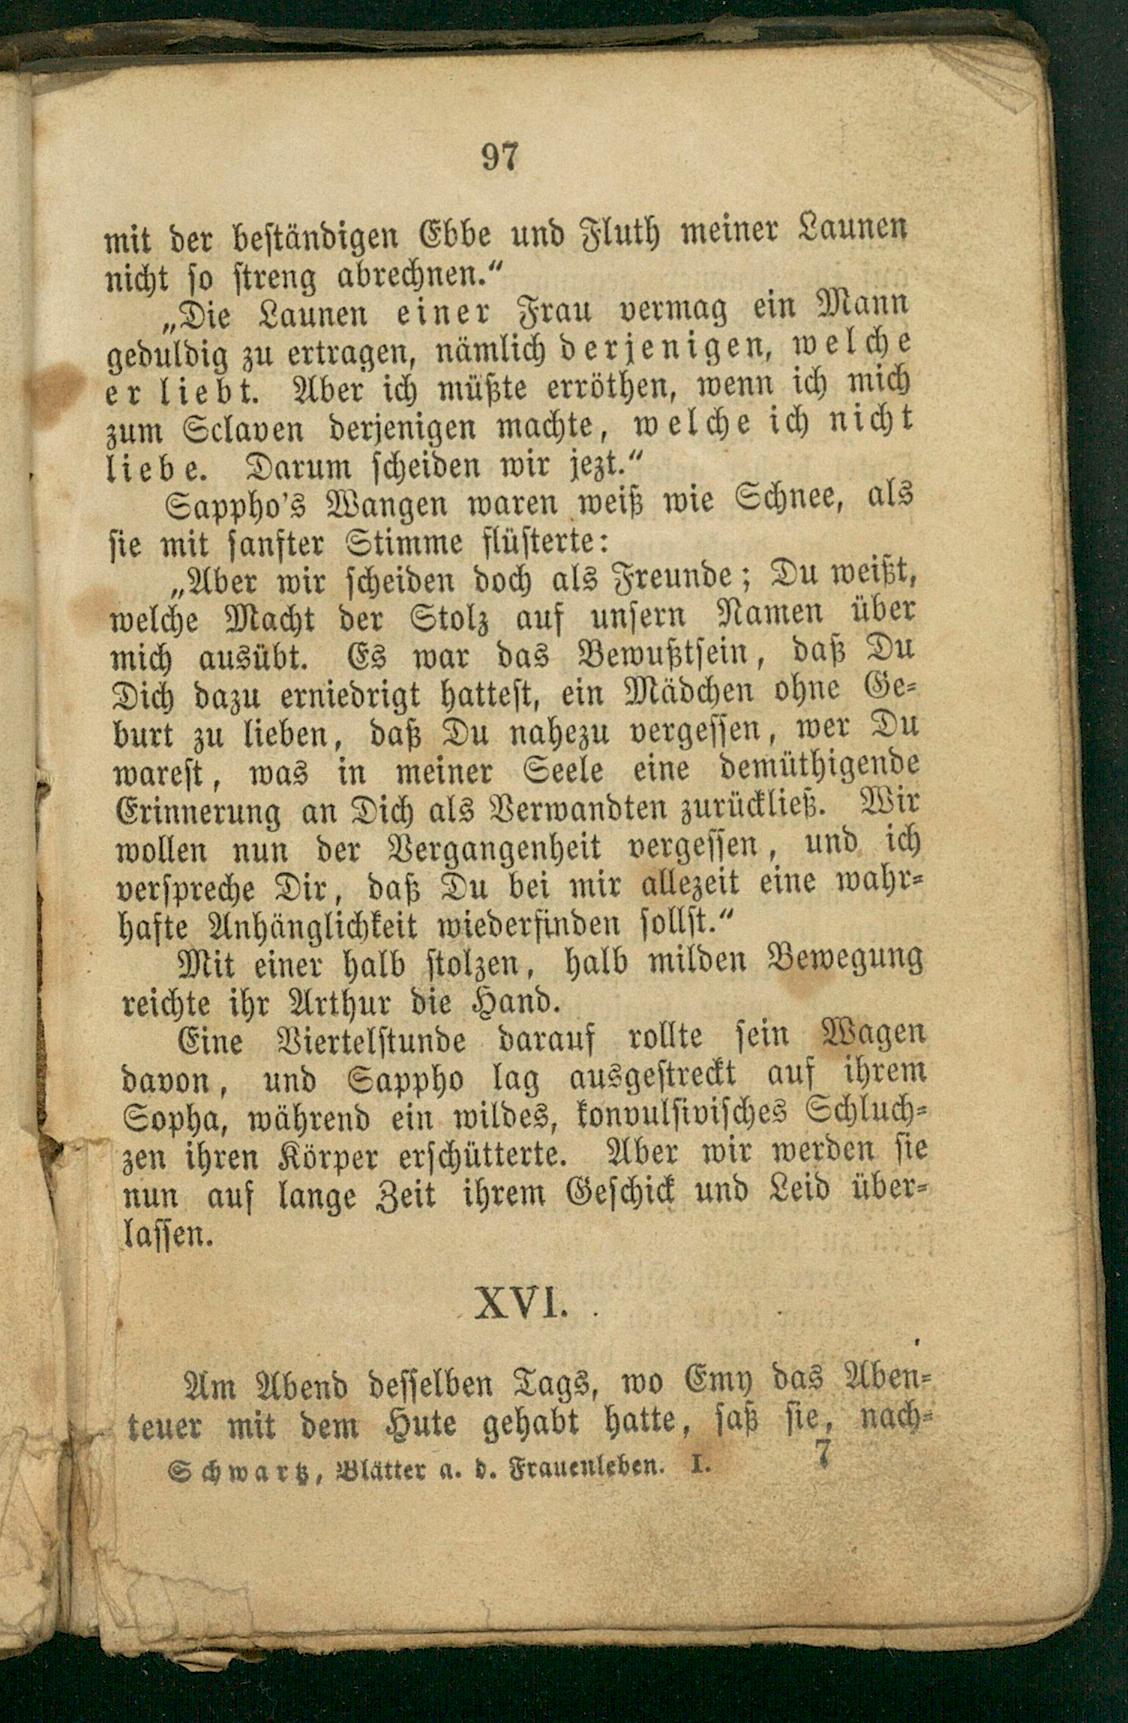 97
mit der beständigen Ebbe und Fluth meiner Launen
nicht so streng abrechnen.“
„Die Launen einer Frau vermag ein Mann
geduldig zu ertragen, nämlich derjenigen, welche
er liebt. Aber ich müßte erröthen, wenn ich mich
zum Sclaven derjenigen machte, welche ich nicht
liebe. Darum scheiden wir jezt.“
Sappho's Wangen waren weiß wie Schnee, als
sie mit sanfter Stimme flüsterte:
„Aber wir scheiden doch als Freunde; Du weißt,
welche Macht der Stolz auf unsern Namen über
mich ausübt. Es war das Bewußtsein, daß Du
Dich dazu erniedrigt hattest, ein Mädchen ohne Ge-
burt zu lieben, daß Du nahezu vergessen, wer Du
warest, was in meiner Seele eine demüthigende
Erinnerung an Dich als Verwandten zurückließ. Wir
wollen nun der Vergangenheit vergessen, und ich
verspreche Dir, daß Du bei mir allezeit eine wahr-
hafte Anhänglichkeit wiederfinden sollst.“
Mit einer halb stolzen, halb milden Bewegung
reichte ihr Arthur die Hand.
Eine Viertelstunde darauf rollte sein Wagen
davon, und Sappho lag ausgestreckt auf ihrem
Sopha, während ein wildes, konvulsivisches Schluch-
zen ihren Körper erschütterte. Aber wir werden sie
nun auf lange Zeit ihrem Geschick und Leid über-
lassen.
XVI.
Am Abend desselben Tags, wo Emy das Aben-
teuer mit dem Hute gehabt hatte, saß sie, nach-
Schwartz, Blätter a. d. Frauenleben. I. 7